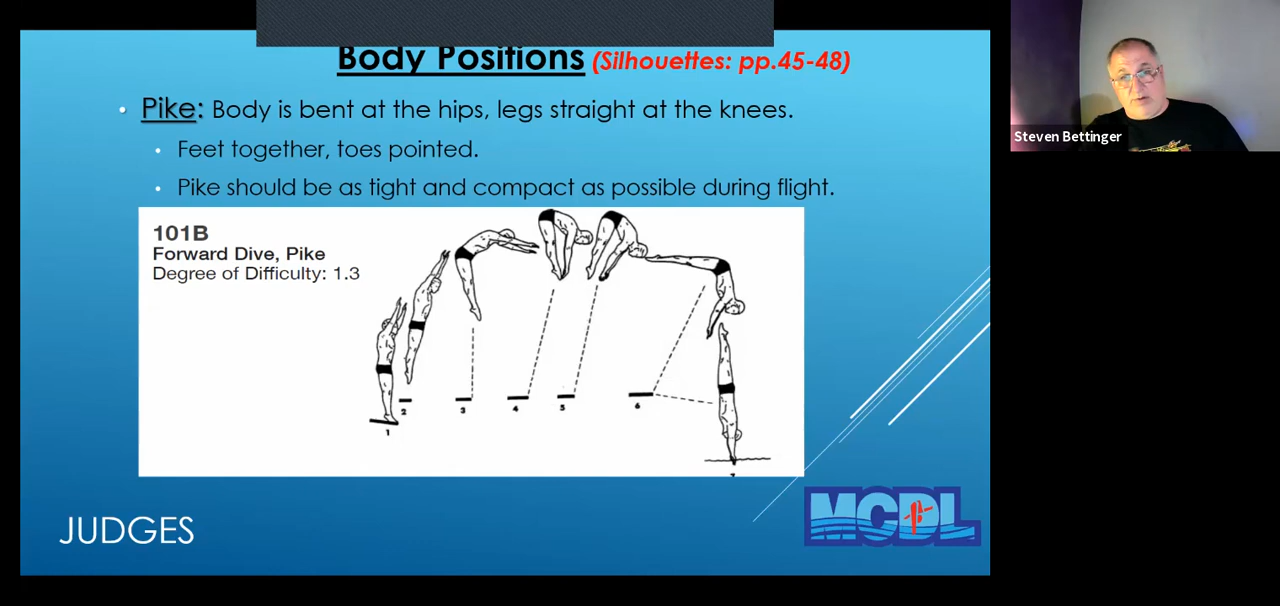 Body Positions (Silhouettes: pp.45-48)
• Pike: Body is bent at the hips, legs straight at the knees.
• Feet together, toes pointed.
• Pike should be as tight and compact as possible during flight.
101B
Forward Dive, Pike
Degree of Difficulty: 1.3
1
2
3
4
5
6
JUDGES
MCDL
Steven Bettinger